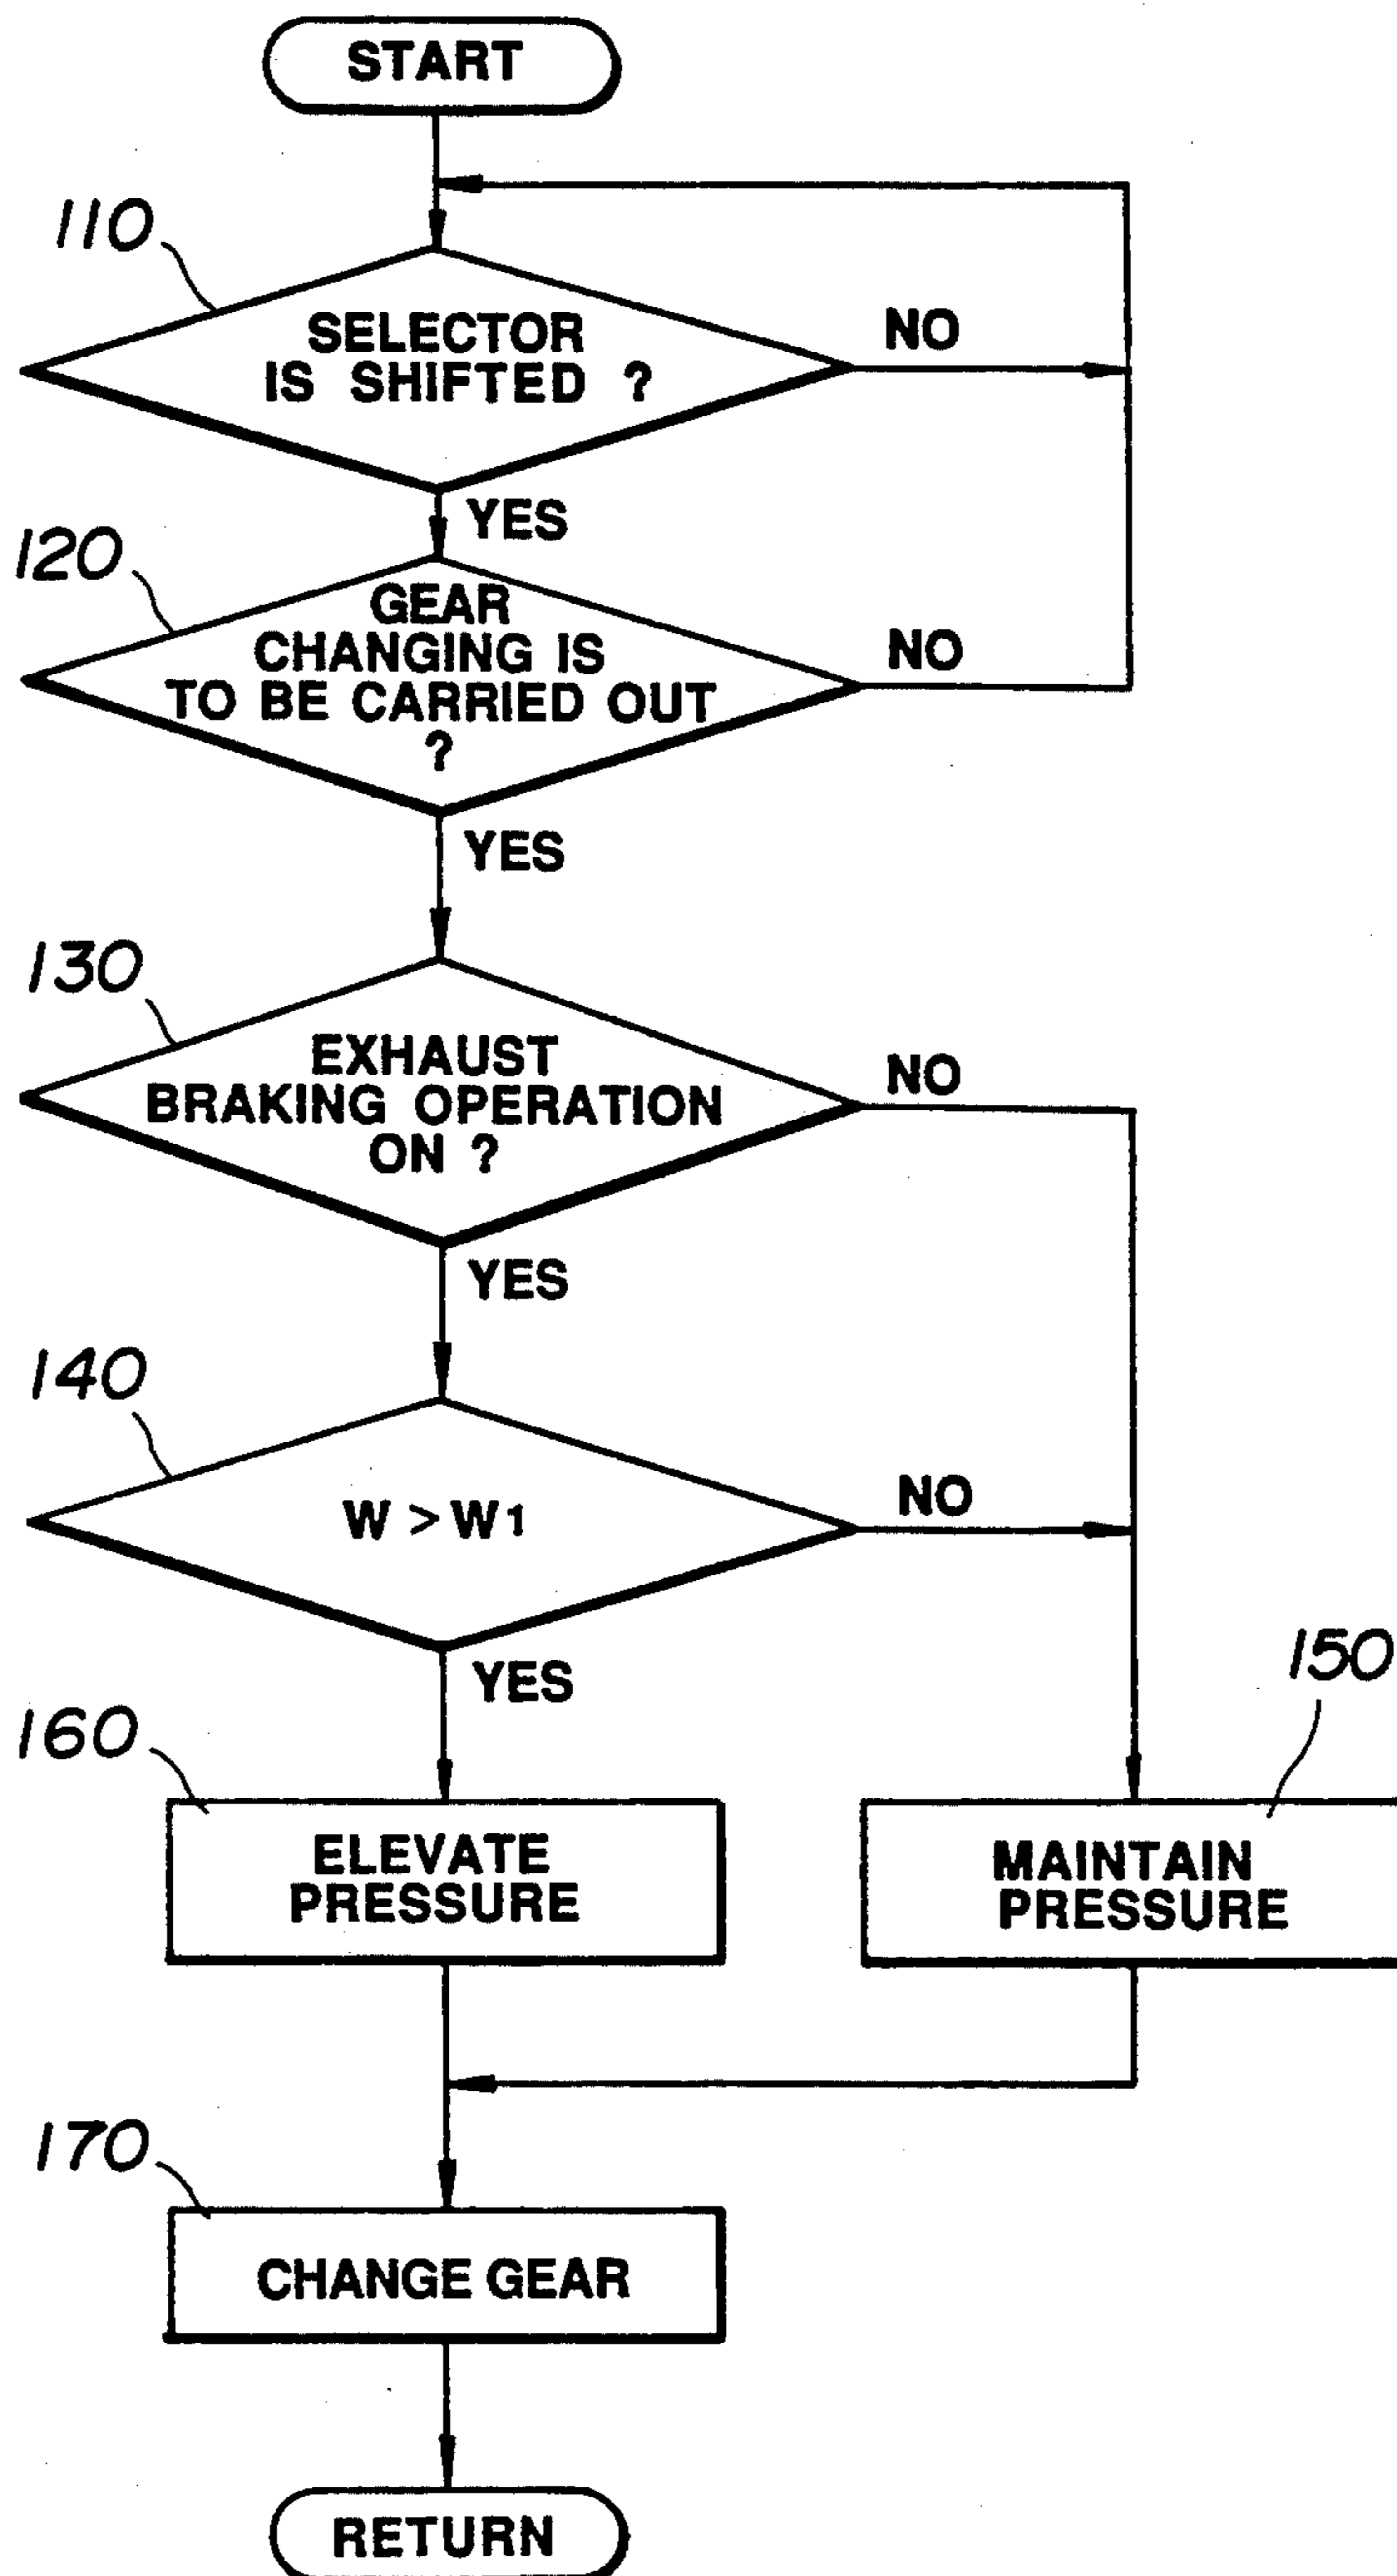 START
110
SELECTOR
IS SHIFTED ?
NO
YES
120
GEAR
CHANGING IS
TO BE CARRIED OUT
?
NO
YES
130
EXHAUST
BRAKING OPERATION
ON ?
NO
YES
140
W > W1
NO
YES
150
160
ELEVATE
PRESSURE
MAINTAIN
PRESSURE
170
CHANGE GEAR
RETURN